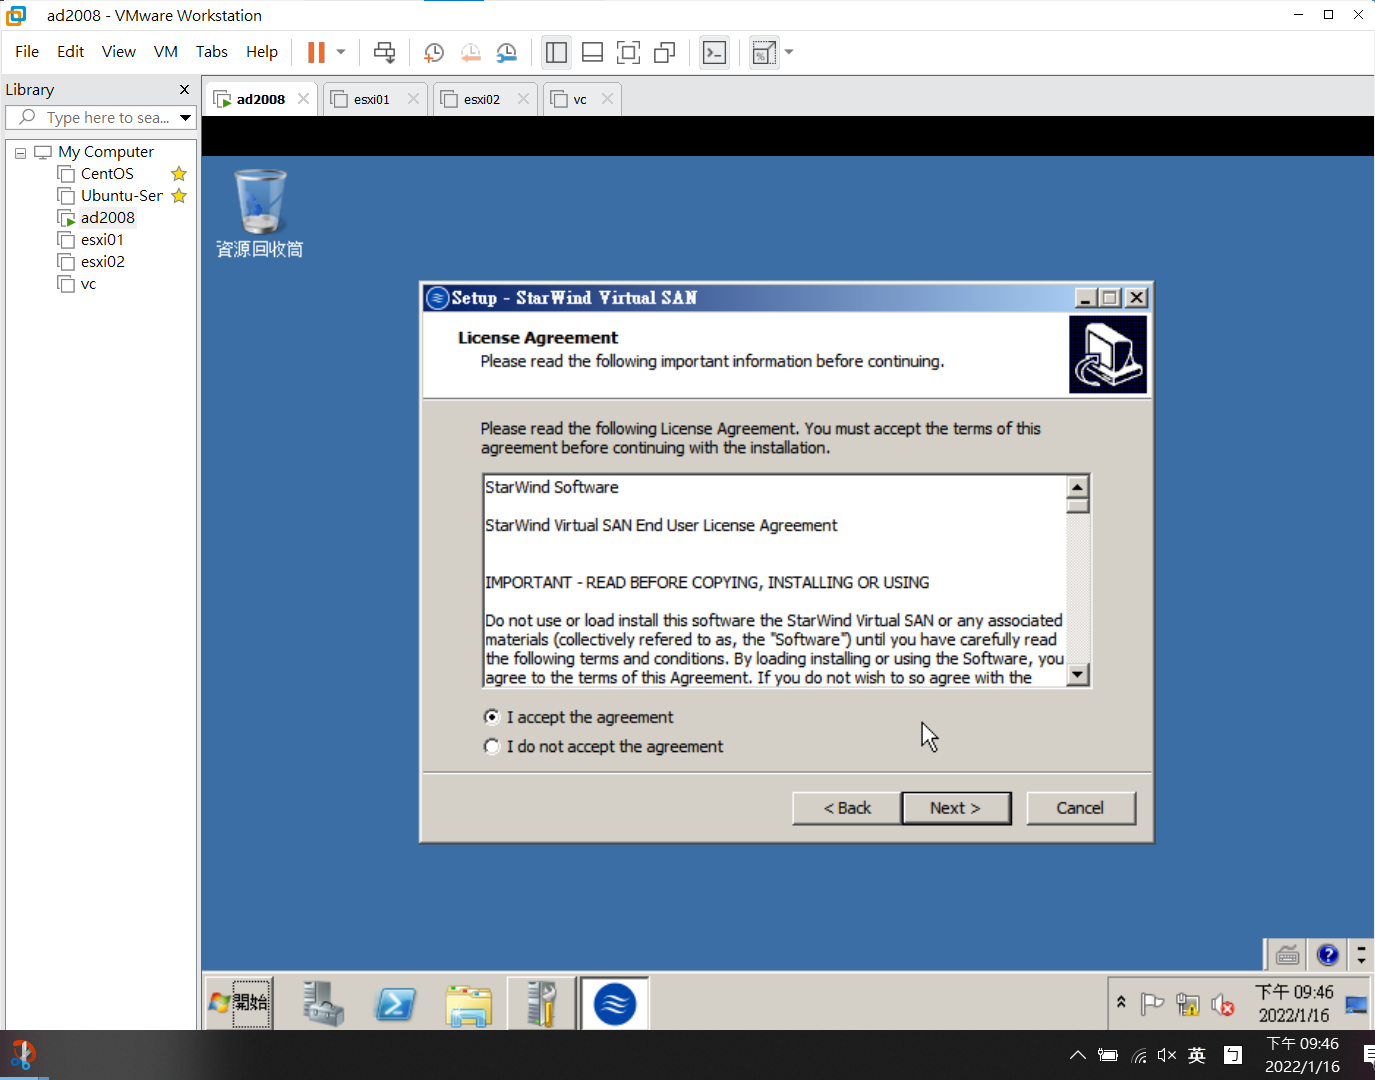 ad2008 - VMware Workstation
File Edit View VM Tabs Help
Library
Type here to sea...
My Computer
CentOS
Ubuntu-Ser
ad2008
esxi01
esxi02
vc
ad2008 esxi01 esxi02 vc
資源回收筒
Setup - StarWind Virtual SAN
License Agreement
Please read the following important information before continuing.
Please read the following License Agreement. You must accept the terms of this
agreement before continuing with the installation.
StarWind Software
StarWind Virtual SAN End User License Agreement
IMPORTANT - READ BEFORE COPYING, INSTALLING OR USING
Do not use or load install this software the StarWind Virtual SAN or any associated
materials (collectively refered to as, the "Software") until you have carefully read
the following terms and conditions. By loading installing or using the Software, you
agree to the terms of this Agreement. If you do not wish to so agree with the
I accept the agreement
I do not accept the agreement
< Back Next > Cancel
開始
下午 09:46
2022/1/16
英 ㄅ
下午 09:46
2022/1/16